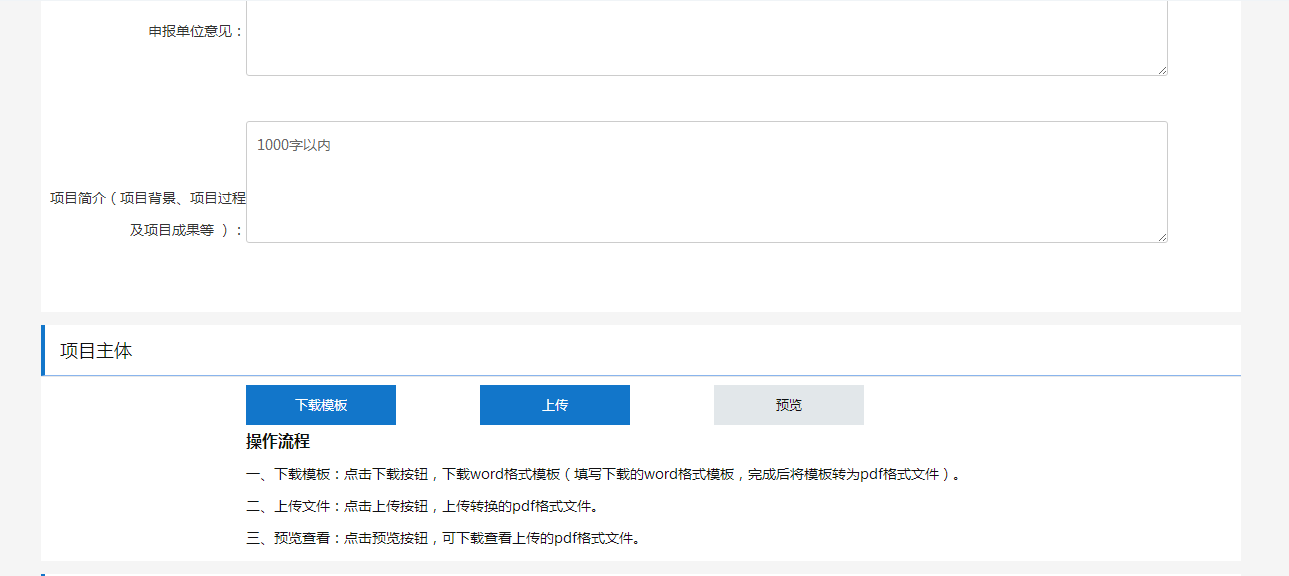 申报单位意见：
1000字以内
项目简介（项目背景、项目过程
及项目成果等 ）：
项目主体
下载模板 上传 预览
操作流程
一、下载模板：点击下载按钮，下载word格式模板（填写下载的word格式模板，完成后将模板转为pdf格式文件）。
二、上传文件：点击上传按钮，上传转换的pdf格式文件。
三、预览查看：点击预览按钮，可下载查看上传的pdf格式文件。